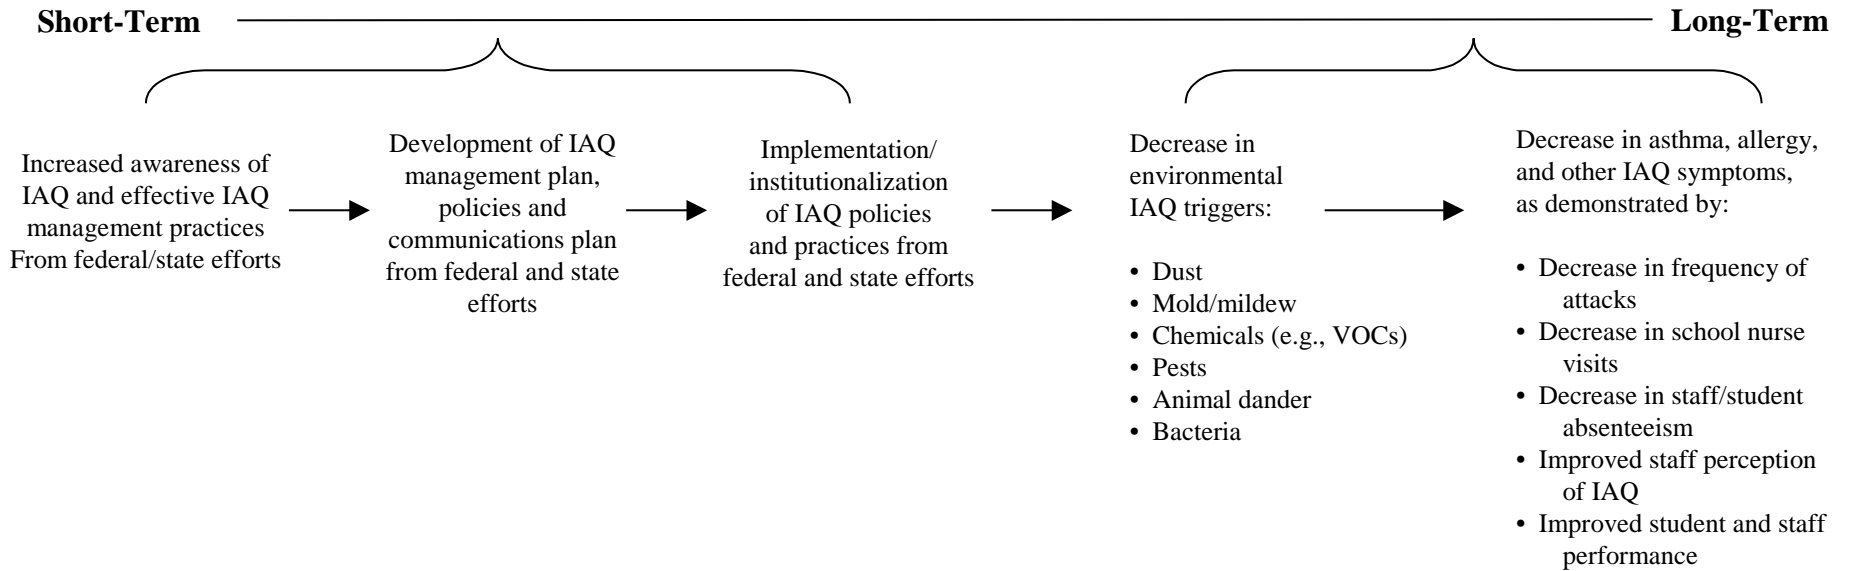 Short-Term
Long-Term
Increased awareness of
IAQ and effective IAQ
management practices
From federal/state efforts
Development of IAQ
management plan,
policies and
communications plan
from federal and state
efforts
Implementation/
institutionalization
of IAQ policies
and practices from
federal and state efforts
Decrease in
environmental
IAQ triggers:
• Dust
• Mold/mildew
• Chemicals (e.g., VOCs)
• Pests
• Animal dander
• Bacteria
Decrease in asthma, allergy,
and other IAQ symptoms,
as demonstrated by:
• Decrease in frequency of
attacks
• Decrease in school nurse
visits
• Decrease in staff/student
absenteeism
• Improved staff perception
of IAQ
• Improved student and staff
performance